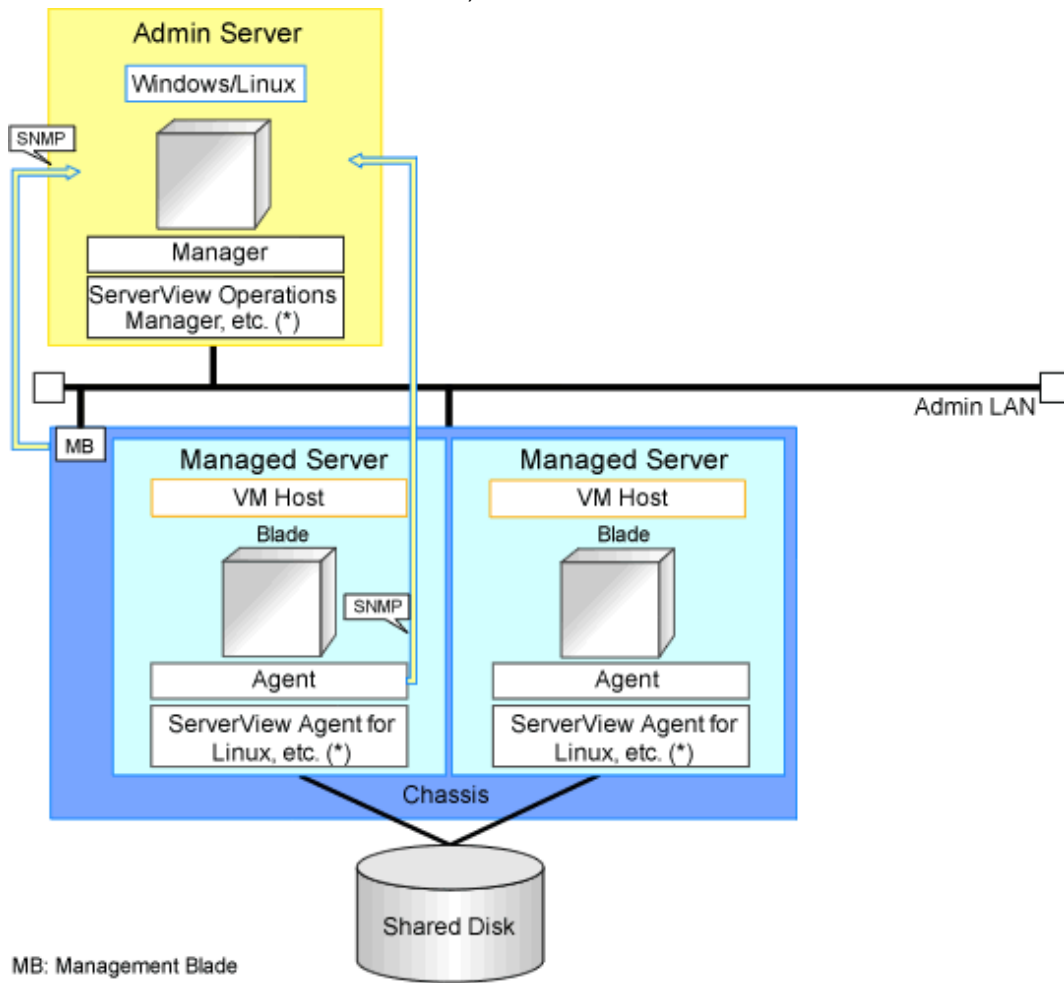 Admin Server
Windows/Linux
SNMP
Manager
ServerView Operations
Manager, etc. (*)
Admin LAN
MB
Managed Server
VM Host
Blade
SNMP
Agent
ServerView Agent for
Linux, etc. (*)
Managed Server
VM Host
Blade
Agent
ServerView Agent for
Linux, etc. (*)
Chassis
Shared Disk
MB: Management Blade